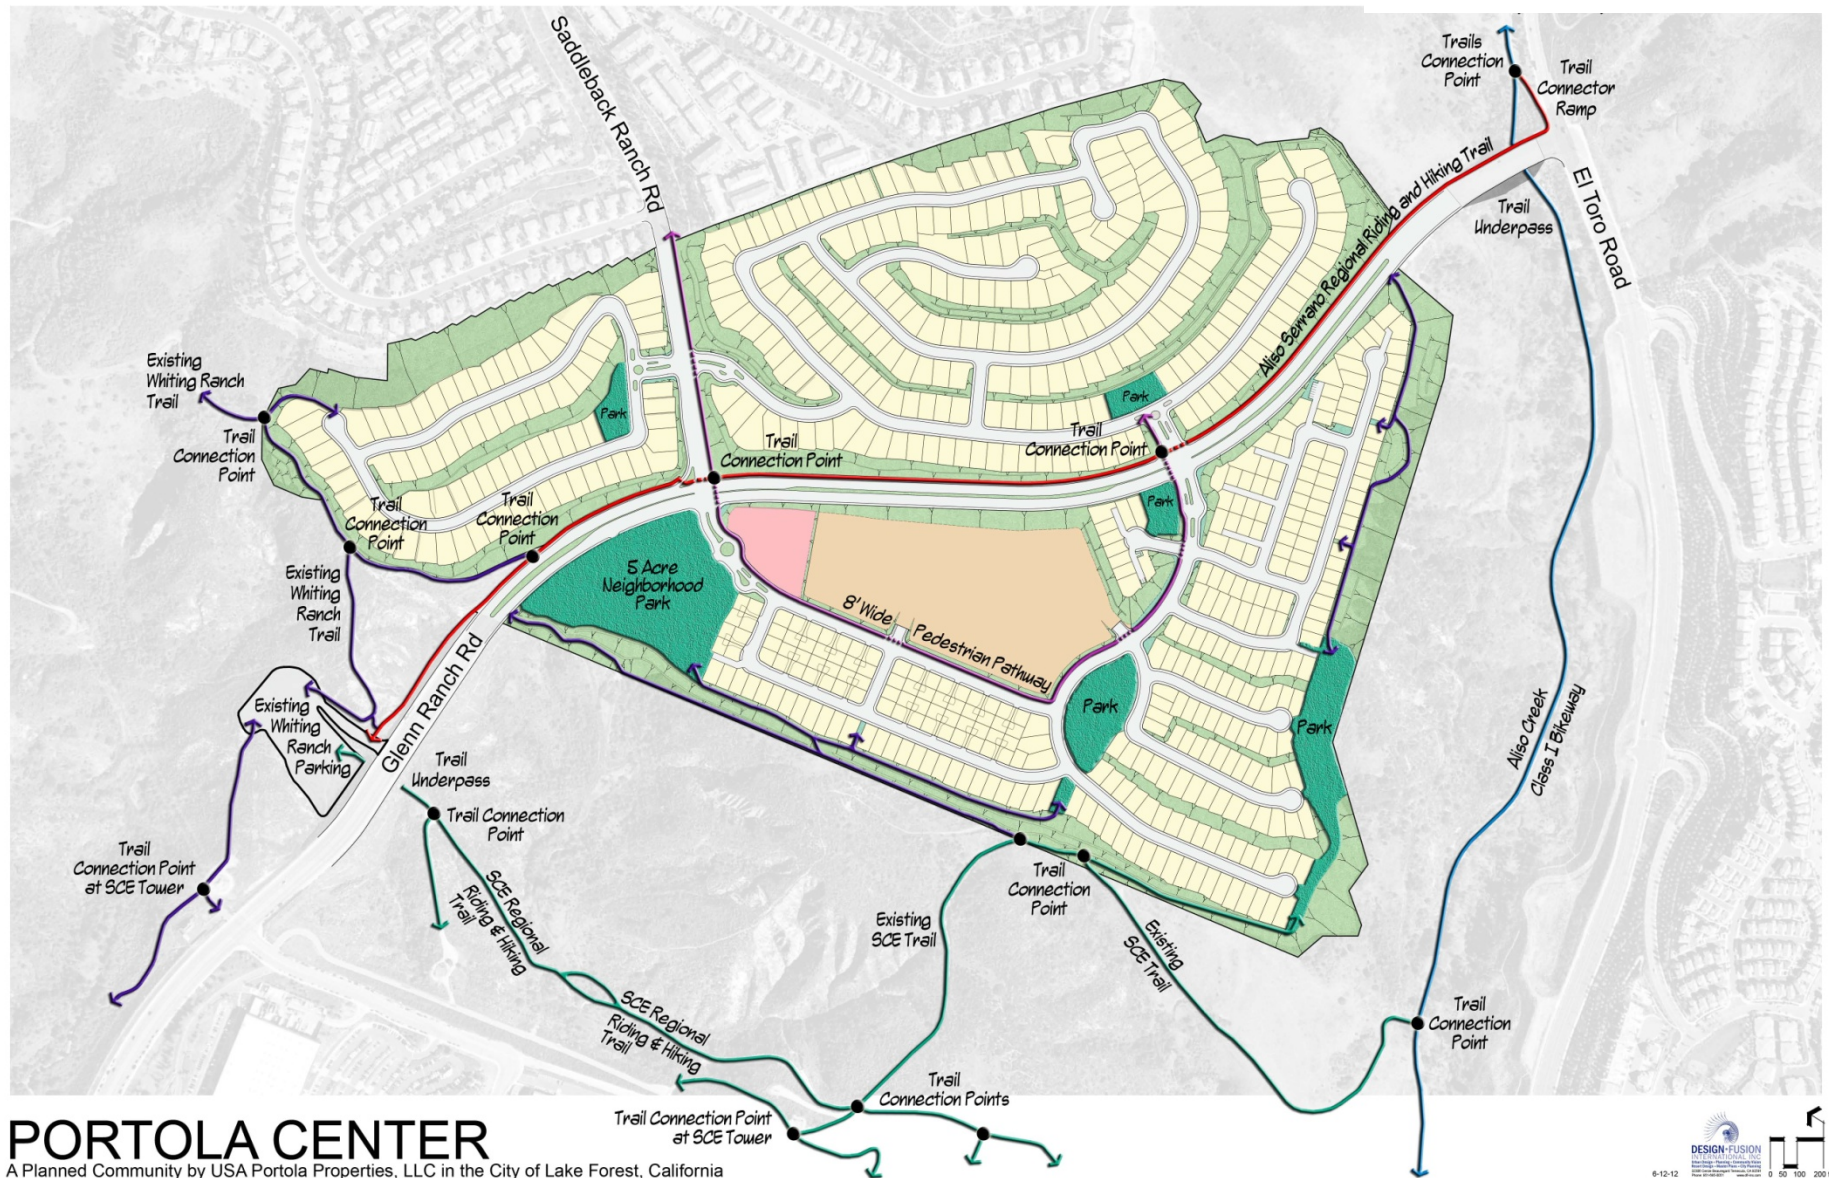 Saddleback Ranch Rd
Trails
Connection
Point
Trail
Connector
Ramp
Aliso Serrano Regional Riding and Hiking Trail
El Toro Road
Trail
Underpass
Existing
Whiting Ranch
Trail
Trail
Connection
Point
Park
Park
Trail
Connection Point
Trail
Connection Point
Trail
Connection
Point
Trail
Connection
Point
Park
5 Acre
Neighborhood
Park
Existing
Whiting
Ranch
Trail
8' Wide
Pedestrian Pathway
Glenn Ranch Rd
Existing
Whiting
Ranch
Parking
Park
Park
Aliso Creek
Class I Bikeway
Trail
Underpass
Trail Connection
Point
Trail
Connection Point
at SCE Tower
SCE Regional
Riding & Hiking
Trail
Trail
Connection
Point
Existing
SCE Trail
Existing
SCE Trail
SCE Regional
Riding & Hiking
Trail
Trail
Connection
Point
Trail
Connection Points
Trail Connection Point
at SCE Tower
PORTOLA CENTER
A Planned Community by USA Portola Properties, LLC in the City of Lake Forest, California
6-12-12
DESIGN•FUSION
INTERNATIONAL INC
0 50 100 200